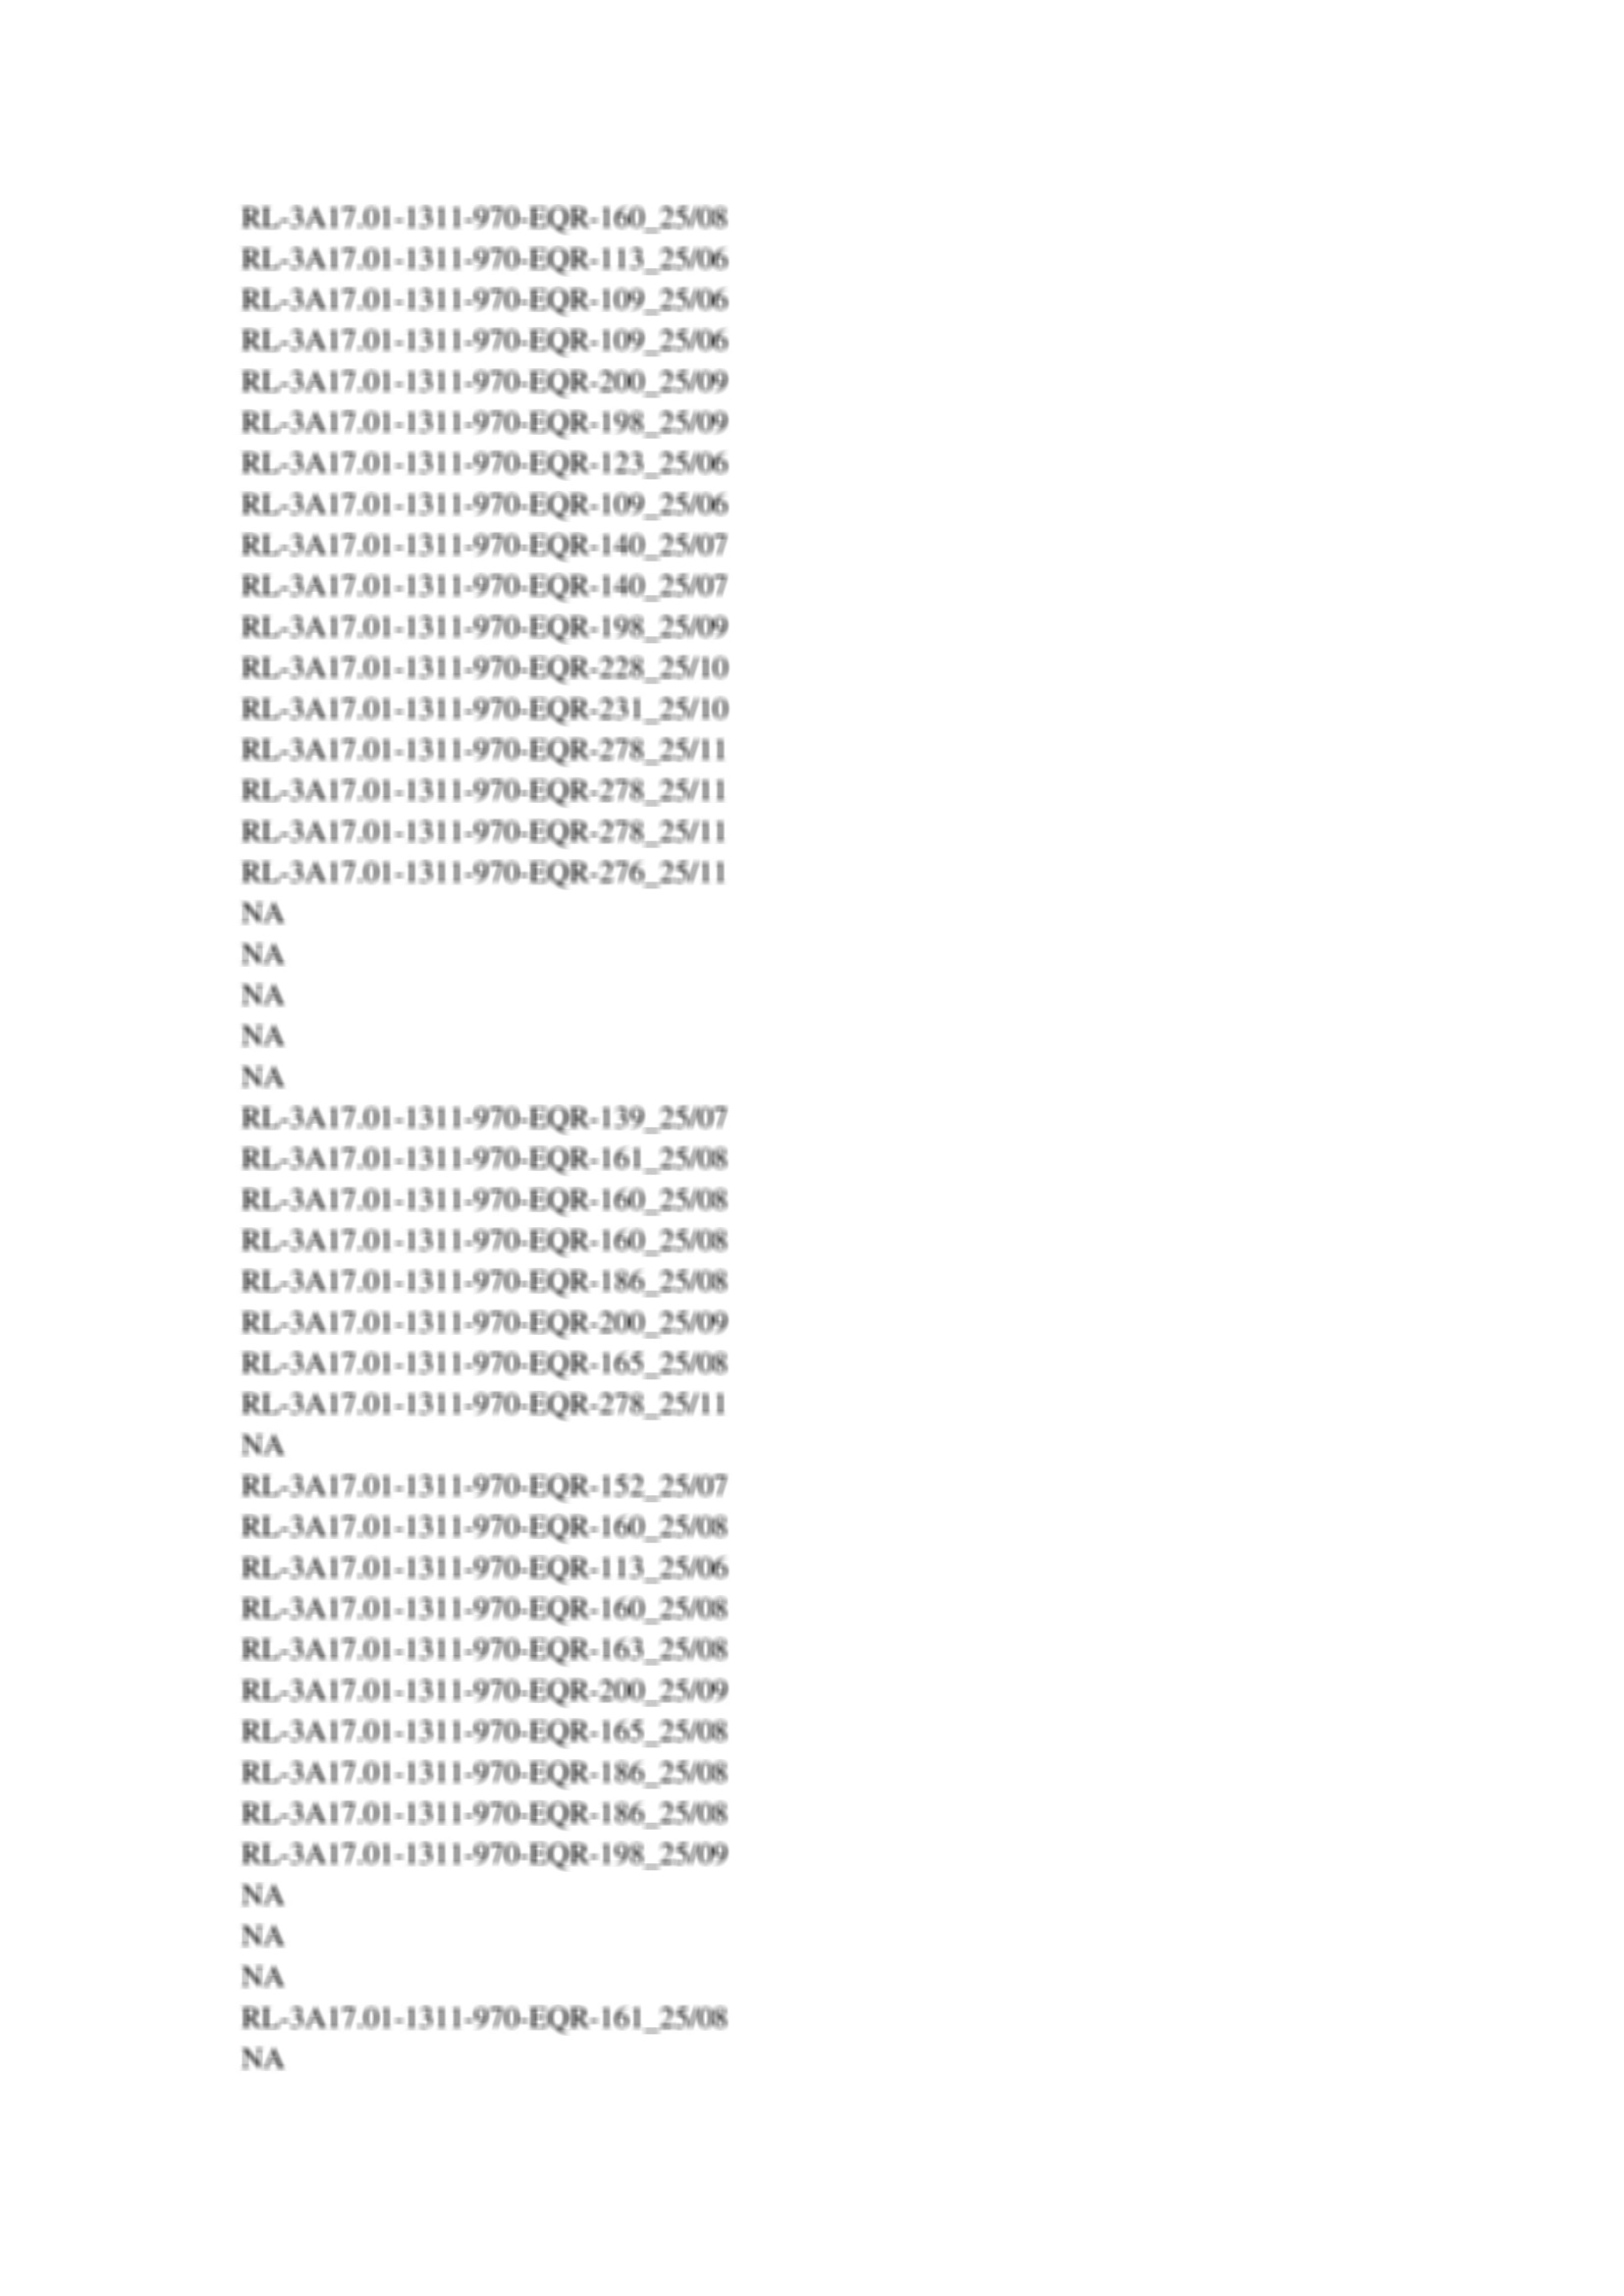 RL-3A17.01-1311-970-EQR-160_25/08
RL-3A17.01-1311-970-EQR-113_25/06
RL-3A17.01-1311-970-EQR-109_25/06
RL-3A17.01-1311-970-EQR-109_25/06
RL-3A17.01-1311-970-EQR-200_25/09
RL-3A17.01-1311-970-EQR-198_25/09
RL-3A17.01-1311-970-EQR-123_25/06
RL-3A17.01-1311-970-EQR-109_25/06
RL-3A17.01-1311-970-EQR-140_25/07
RL-3A17.01-1311-970-EQR-140_25/07
RL-3A17.01-1311-970-EQR-198_25/09
RL-3A17.01-1311-970-EQR-228_25/10
RL-3A17.01-1311-970-EQR-231_25/10
RL-3A17.01-1311-970-EQR-278_25/11
RL-3A17.01-1311-970-EQR-278_25/11
RL-3A17.01-1311-970-EQR-278_25/11
RL-3A17.01-1311-970-EQR-276_25/11
NA
NA
NA
NA
NA
RL-3A17.01-1311-970-EQR-139_25/07
RL-3A17.01-1311-970-EQR-161_25/08
RL-3A17.01-1311-970-EQR-160_25/08
RL-3A17.01-1311-970-EQR-160_25/08
RL-3A17.01-1311-970-EQR-186_25/08
RL-3A17.01-1311-970-EQR-200_25/09
RL-3A17.01-1311-970-EQR-165_25/08
RL-3A17.01-1311-970-EQR-278_25/11
NA
RL-3A17.01-1311-970-EQR-152_25/07
RL-3A17.01-1311-970-EQR-160_25/08
RL-3A17.01-1311-970-EQR-113_25/06
RL-3A17.01-1311-970-EQR-160_25/08
RL-3A17.01-1311-970-EQR-163_25/08
RL-3A17.01-1311-970-EQR-200_25/09
RL-3A17.01-1311-970-EQR-165_25/08
RL-3A17.01-1311-970-EQR-186_25/08
RL-3A17.01-1311-970-EQR-186_25/08
RL-3A17.01-1311-970-EQR-198_25/09
NA
NA
NA
RL-3A17.01-1311-970-EQR-161_25/08
NA